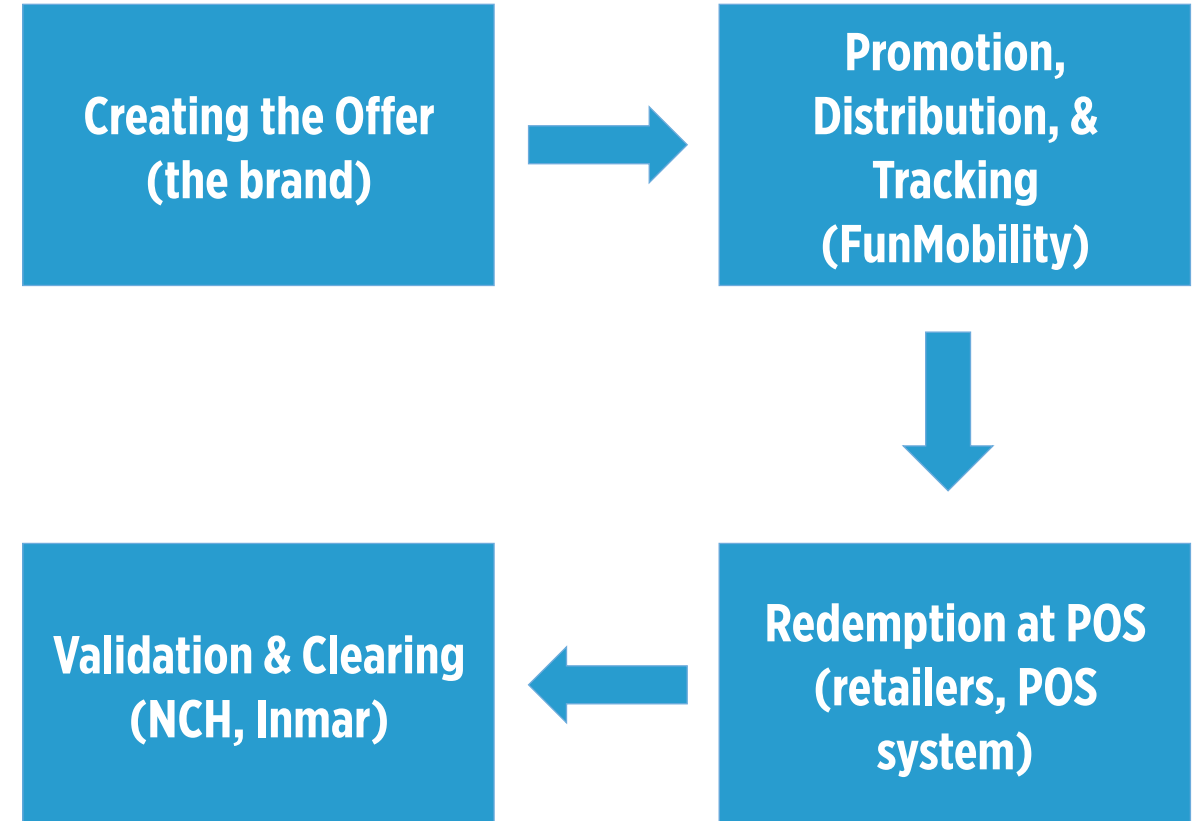 Creating the Offer
(the brand)
Promotion,
Distribution, &
Tracking
(FunMobility)
Redemption at POS
(retailers, POS
system)
Validation & Clearing
(NCH, Inmar)